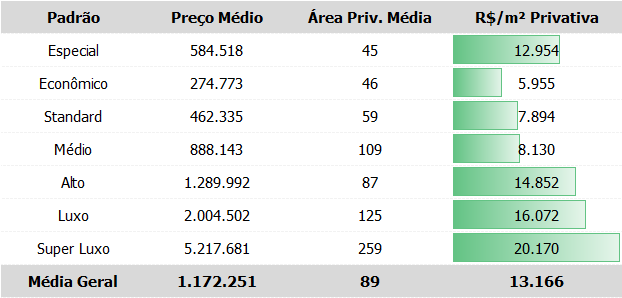 Padrão Preço Médio Área Priv. Média R$/m² Privativa
Especial 584.518 45 12.954
Econômico 274.773 46 5.955
Standard 462.335 59 7.894
Médio 888.143 109 8.130
Alto 1.289.992 87 14.852
Luxo 2.004.502 125 16.072
Super Luxo 5.217.681 259 20.170
Média Geral 1.172.251 89 13.166